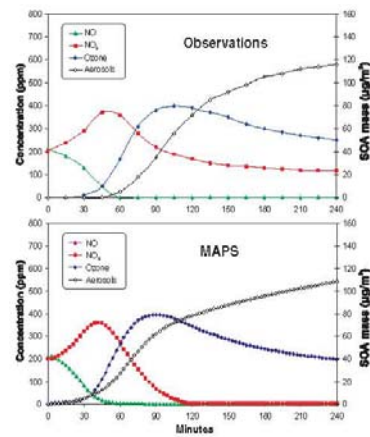 Observations
NO
NO₂
Ozone
Aerosols
Concentration (ppm)
800
700
600
500
400
300
200
100
0
SOA mass (µg/m³)
160
140
120
100
80
60
40
20
0
0 30 60 90 120 150 180 210 240
MAPS
NO
NO₂
Ozone
Aerosols
Concentration (ppm)
800
700
600
500
400
300
200
100
0
SOA mass (µg/m³)
160
140
120
100
80
60
40
20
0
0 30 60 90 120 150 180 210 240
Minutes